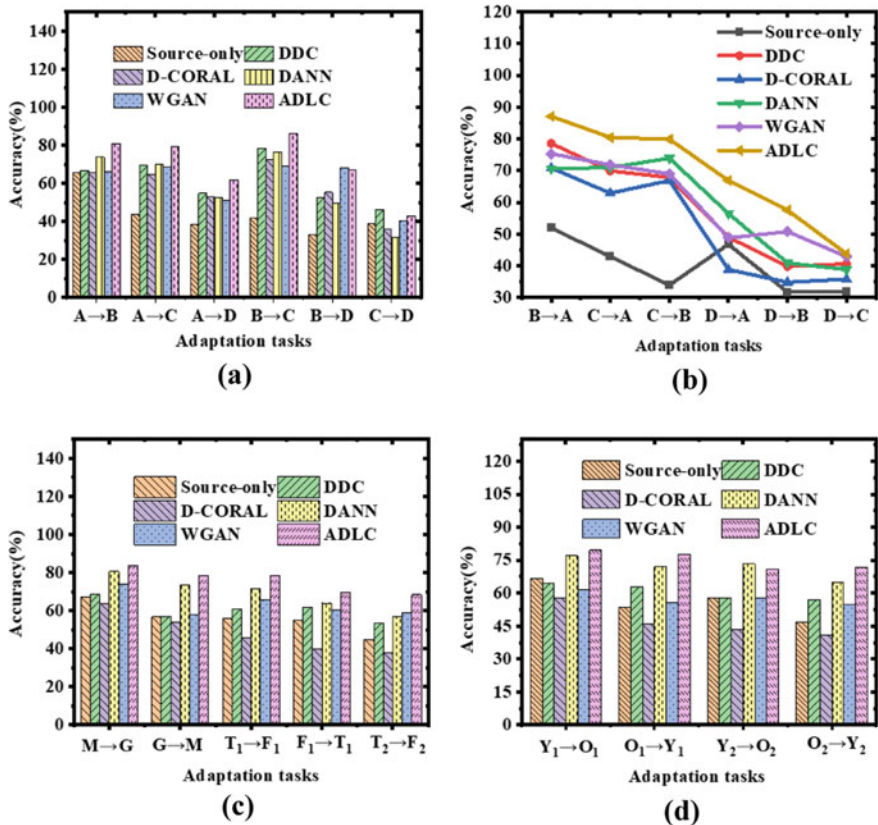 140
120
100
80
60
40
20
0
Accuracy(%)
Source-only
DDC
D-CORAL
DANN
WGAN
ADLC
A→B A→C A→D B→C B→D C→D
Adaptation tasks
(a)
120
110
100
90
80
70
60
50
40
30
Accuracy(%)
Source-only
DDC
D-CORAL
DANN
WGAN
ADLC
B→A C→A C→B D→A D→B D→C
Adaptation tasks
(b)
140
120
100
80
60
40
20
0
Accuracy(%)
Source-only
DDC
D-CORAL
DANN
WGAN
ADLC
M→G G→M T₁→F₁ F₁→T₁ T₂→F₂
Adaptation tasks
(c)
120
105
90
75
60
45
30
15
0
Accuracy(%)
Source-only
DDC
D-CORAL
DANN
WGAN
ADLC
Y₁→O₁ O₁→Y₁ Y₂→O₂ O₂→Y₂
Adaptation tasks
(d)